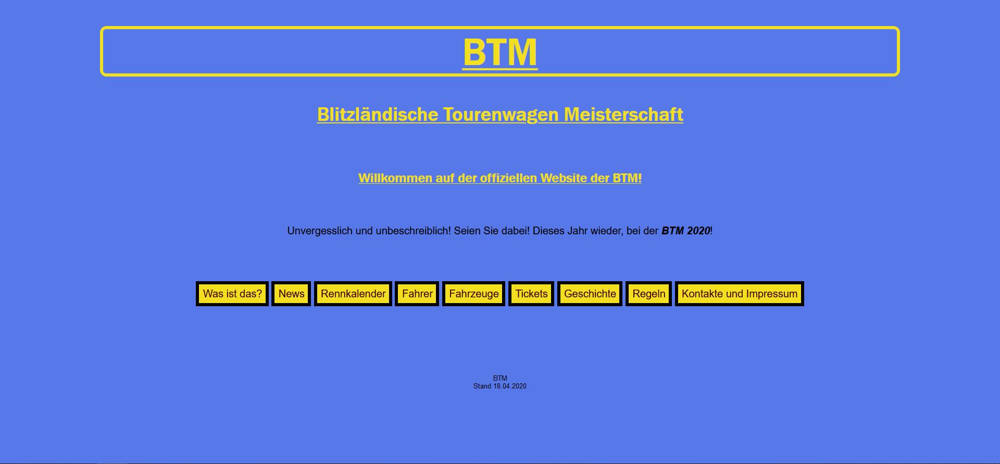 BTM
Blitzländische Tourenwagen Meisterschaft
Willkommen auf der offiziellen Website der BTM!
Unvergesslich und unbeschreiblich! Seien Sie dabei! Dieses Jahr wieder, bei der BTM 2020!
Was ist das? News Rennkalender Fahrer Fahrzeuge Tickets Geschichte Regeln Kontakte und Impressum
BTM
Stand 18.04.2020